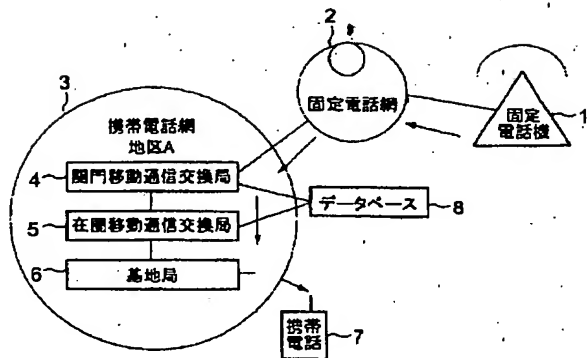 2
固定電話網
固定
電話機
1
3
携帯電話網
地区A
4
関門移動通信交換局
5
在圏移動通信交換局
6
基地局
データベース
8
携帯
電話
7